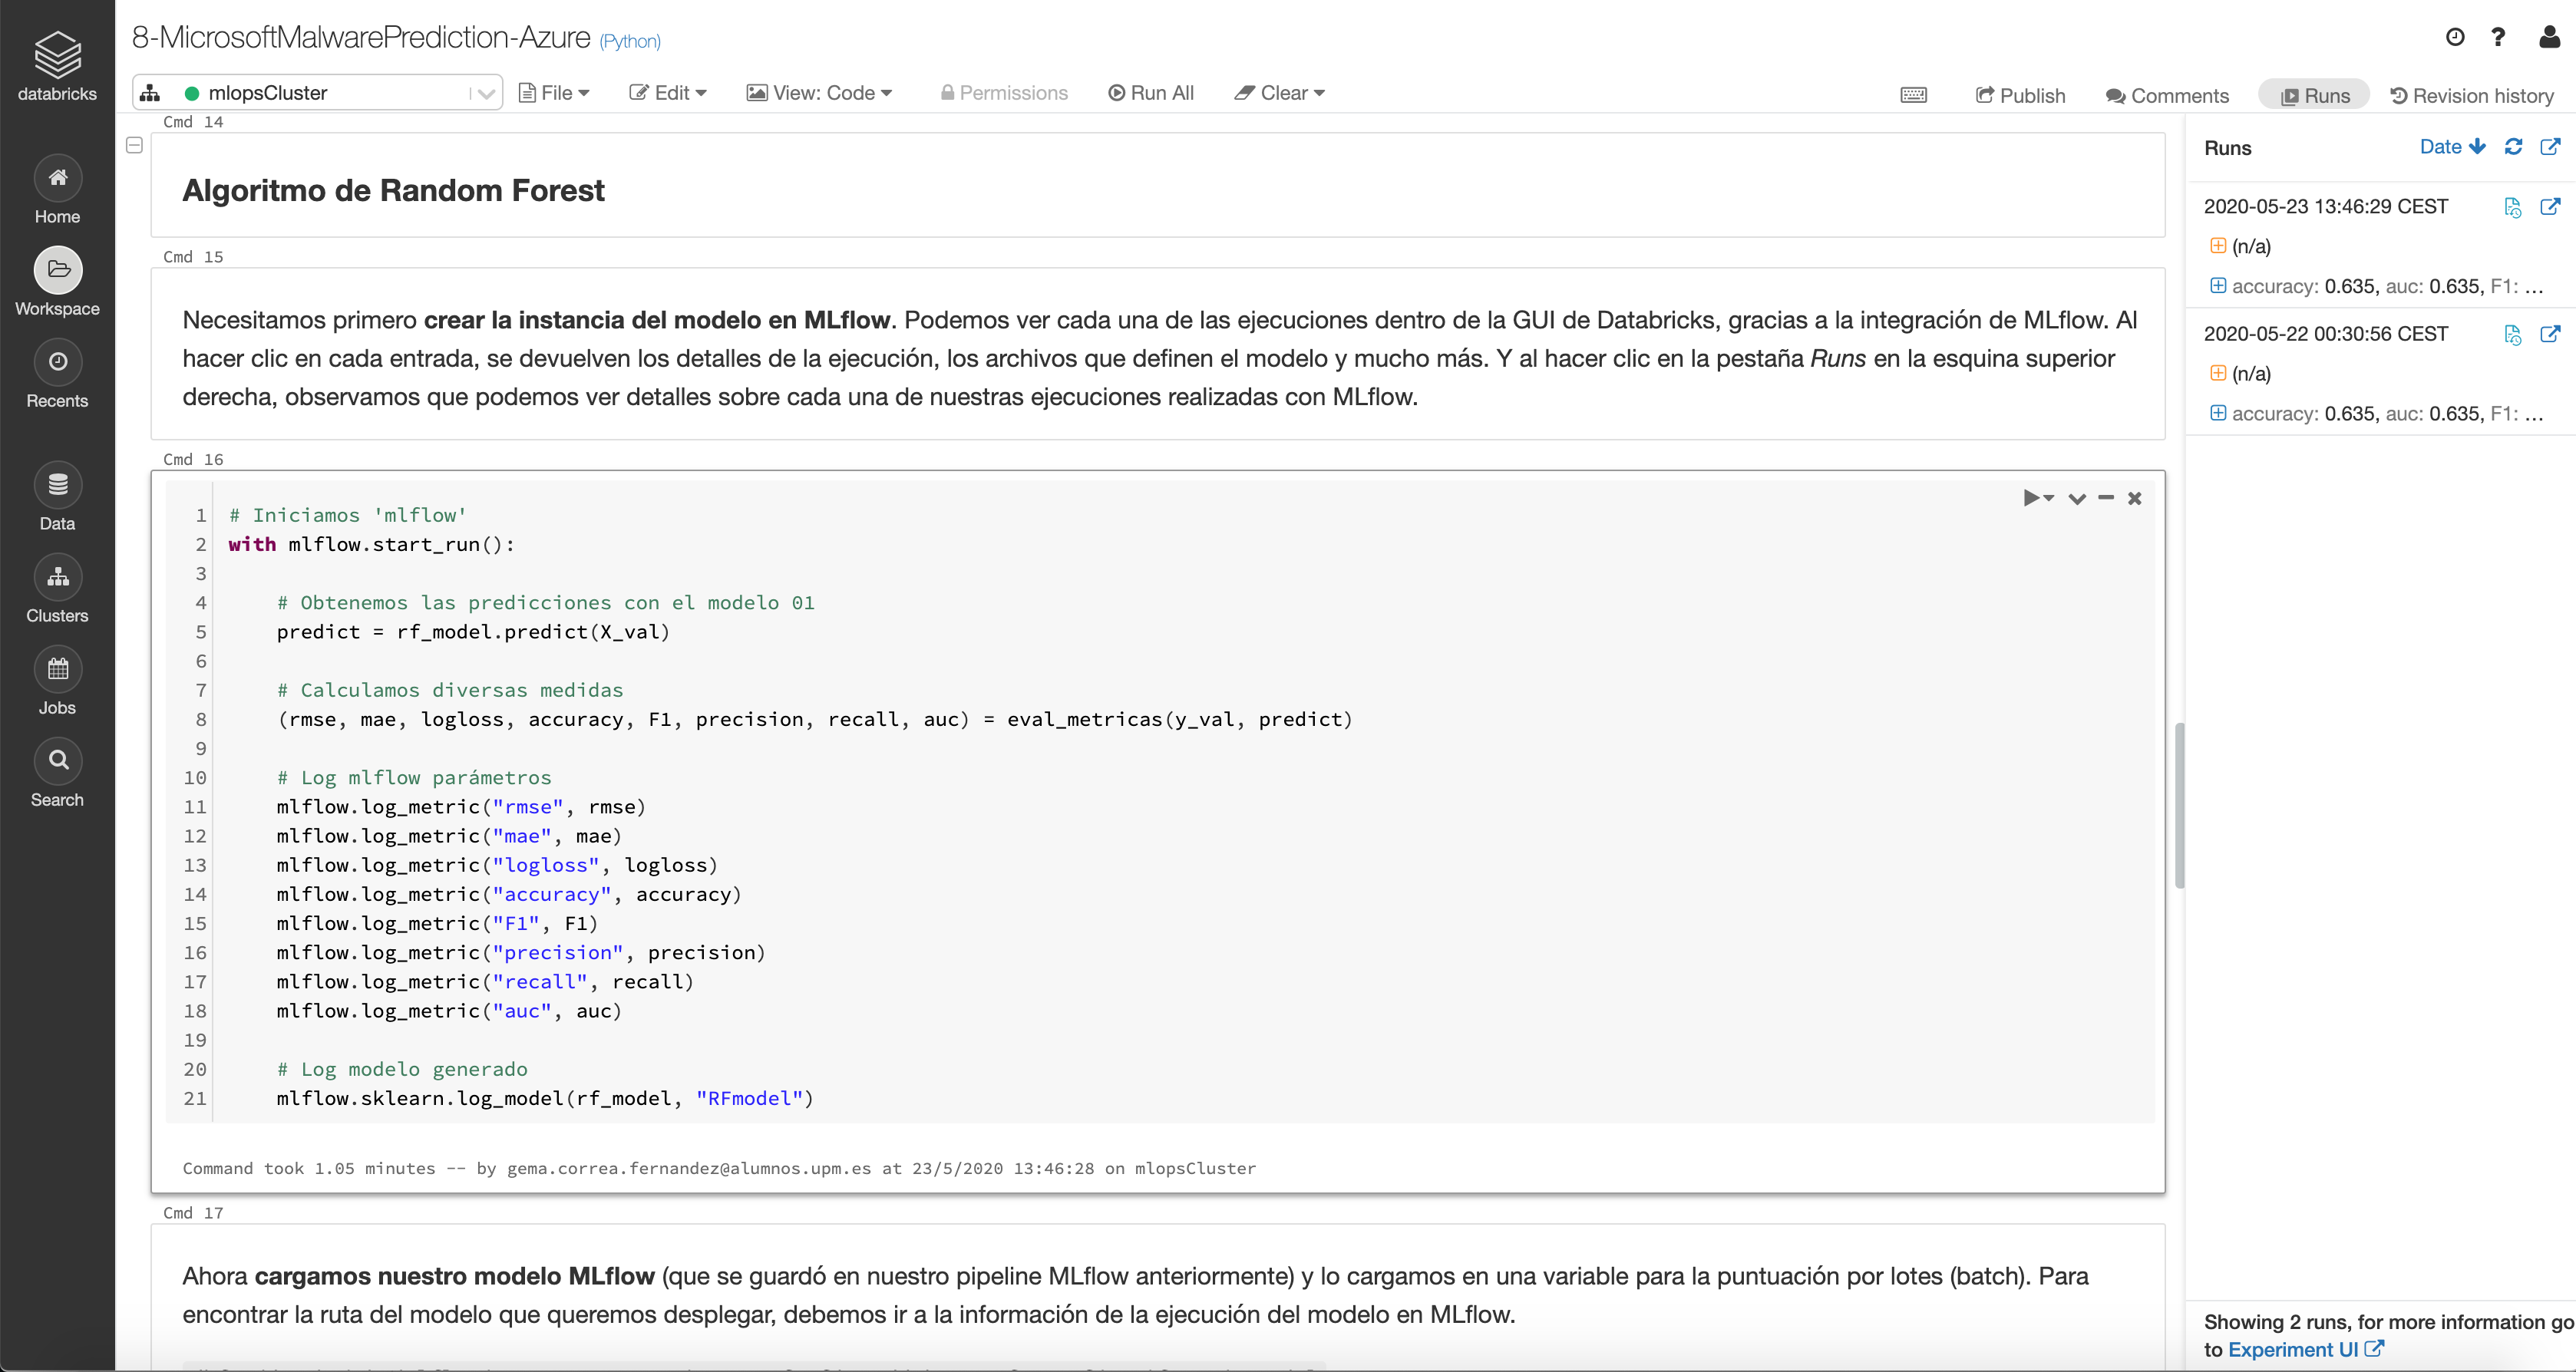 databricks
Home
Workspace
Recents
Data
Clusters
Jobs
Search
8-MicrosoftMalwarePrediction-Azure (Python)
mlopsCluster
File
Edit
View: Code
Permissions
Run All
Clear
Publish
Comments
Runs
Revision history
Cmd 14
Algoritmo de Random Forest
Cmd 15
Necesitamos primero crear la instancia del modelo en MLflow. Podemos ver cada una de las ejecuciones dentro de la GUI de Databricks, gracias a la integración de MLflow. Al
hacer clic en cada entrada, se devuelven los detalles de la ejecución, los archivos que definen el modelo y mucho más. Y al hacer clic en la pestaña Runs en la esquina superior
derecha, observamos que podemos ver detalles sobre cada una de nuestras ejecuciones realizadas con MLflow.
Cmd 16
1 # Iniciamos 'mlflow'
2 with mlflow.start_run():
3
4 # Obtenemos las predicciones con el modelo 01
5 predict = rf_model.predict(X_val)
6
7 # Calculamos diversas medidas
8 (rmse, mae, logloss, accuracy, F1, precision, recall, auc) = eval_metricas(y_val, predict)
9
10 # Log mlflow parámetros
11 mlflow.log_metric("rmse", rmse)
12 mlflow.log_metric("mae", mae)
13 mlflow.log_metric("logloss", logloss)
14 mlflow.log_metric("accuracy", accuracy)
15 mlflow.log_metric("F1", F1)
16 mlflow.log_metric("precision", precision)
17 mlflow.log_metric("recall", recall)
18 mlflow.log_metric("auc", auc)
19
20 # Log modelo generado
21 mlflow.sklearn.log_model(rf_model, "RFmodel")
Command took 1.05 minutes -- by gema.correa.fernandez@alumnos.upm.es at 23/5/2020 13:46:28 on mlopsCluster
Cmd 17
Ahora cargamos nuestro modelo MLflow (que se guardó en nuestro pipeline MLflow anteriormente) y lo cargamos en una variable para la puntuación por lotes (batch). Para
encontrar la ruta del modelo que queremos desplegar, debemos ir a la información de la ejecución del modelo en MLflow.
Runs
Date
2020-05-23 13:46:29 CEST
(n/a)
accuracy: 0.635, auc: 0.635, F1: ...
2020-05-22 00:30:56 CEST
(n/a)
accuracy: 0.635, auc: 0.635, F1: ...
Showing 2 runs, for more information go
to Experiment UI